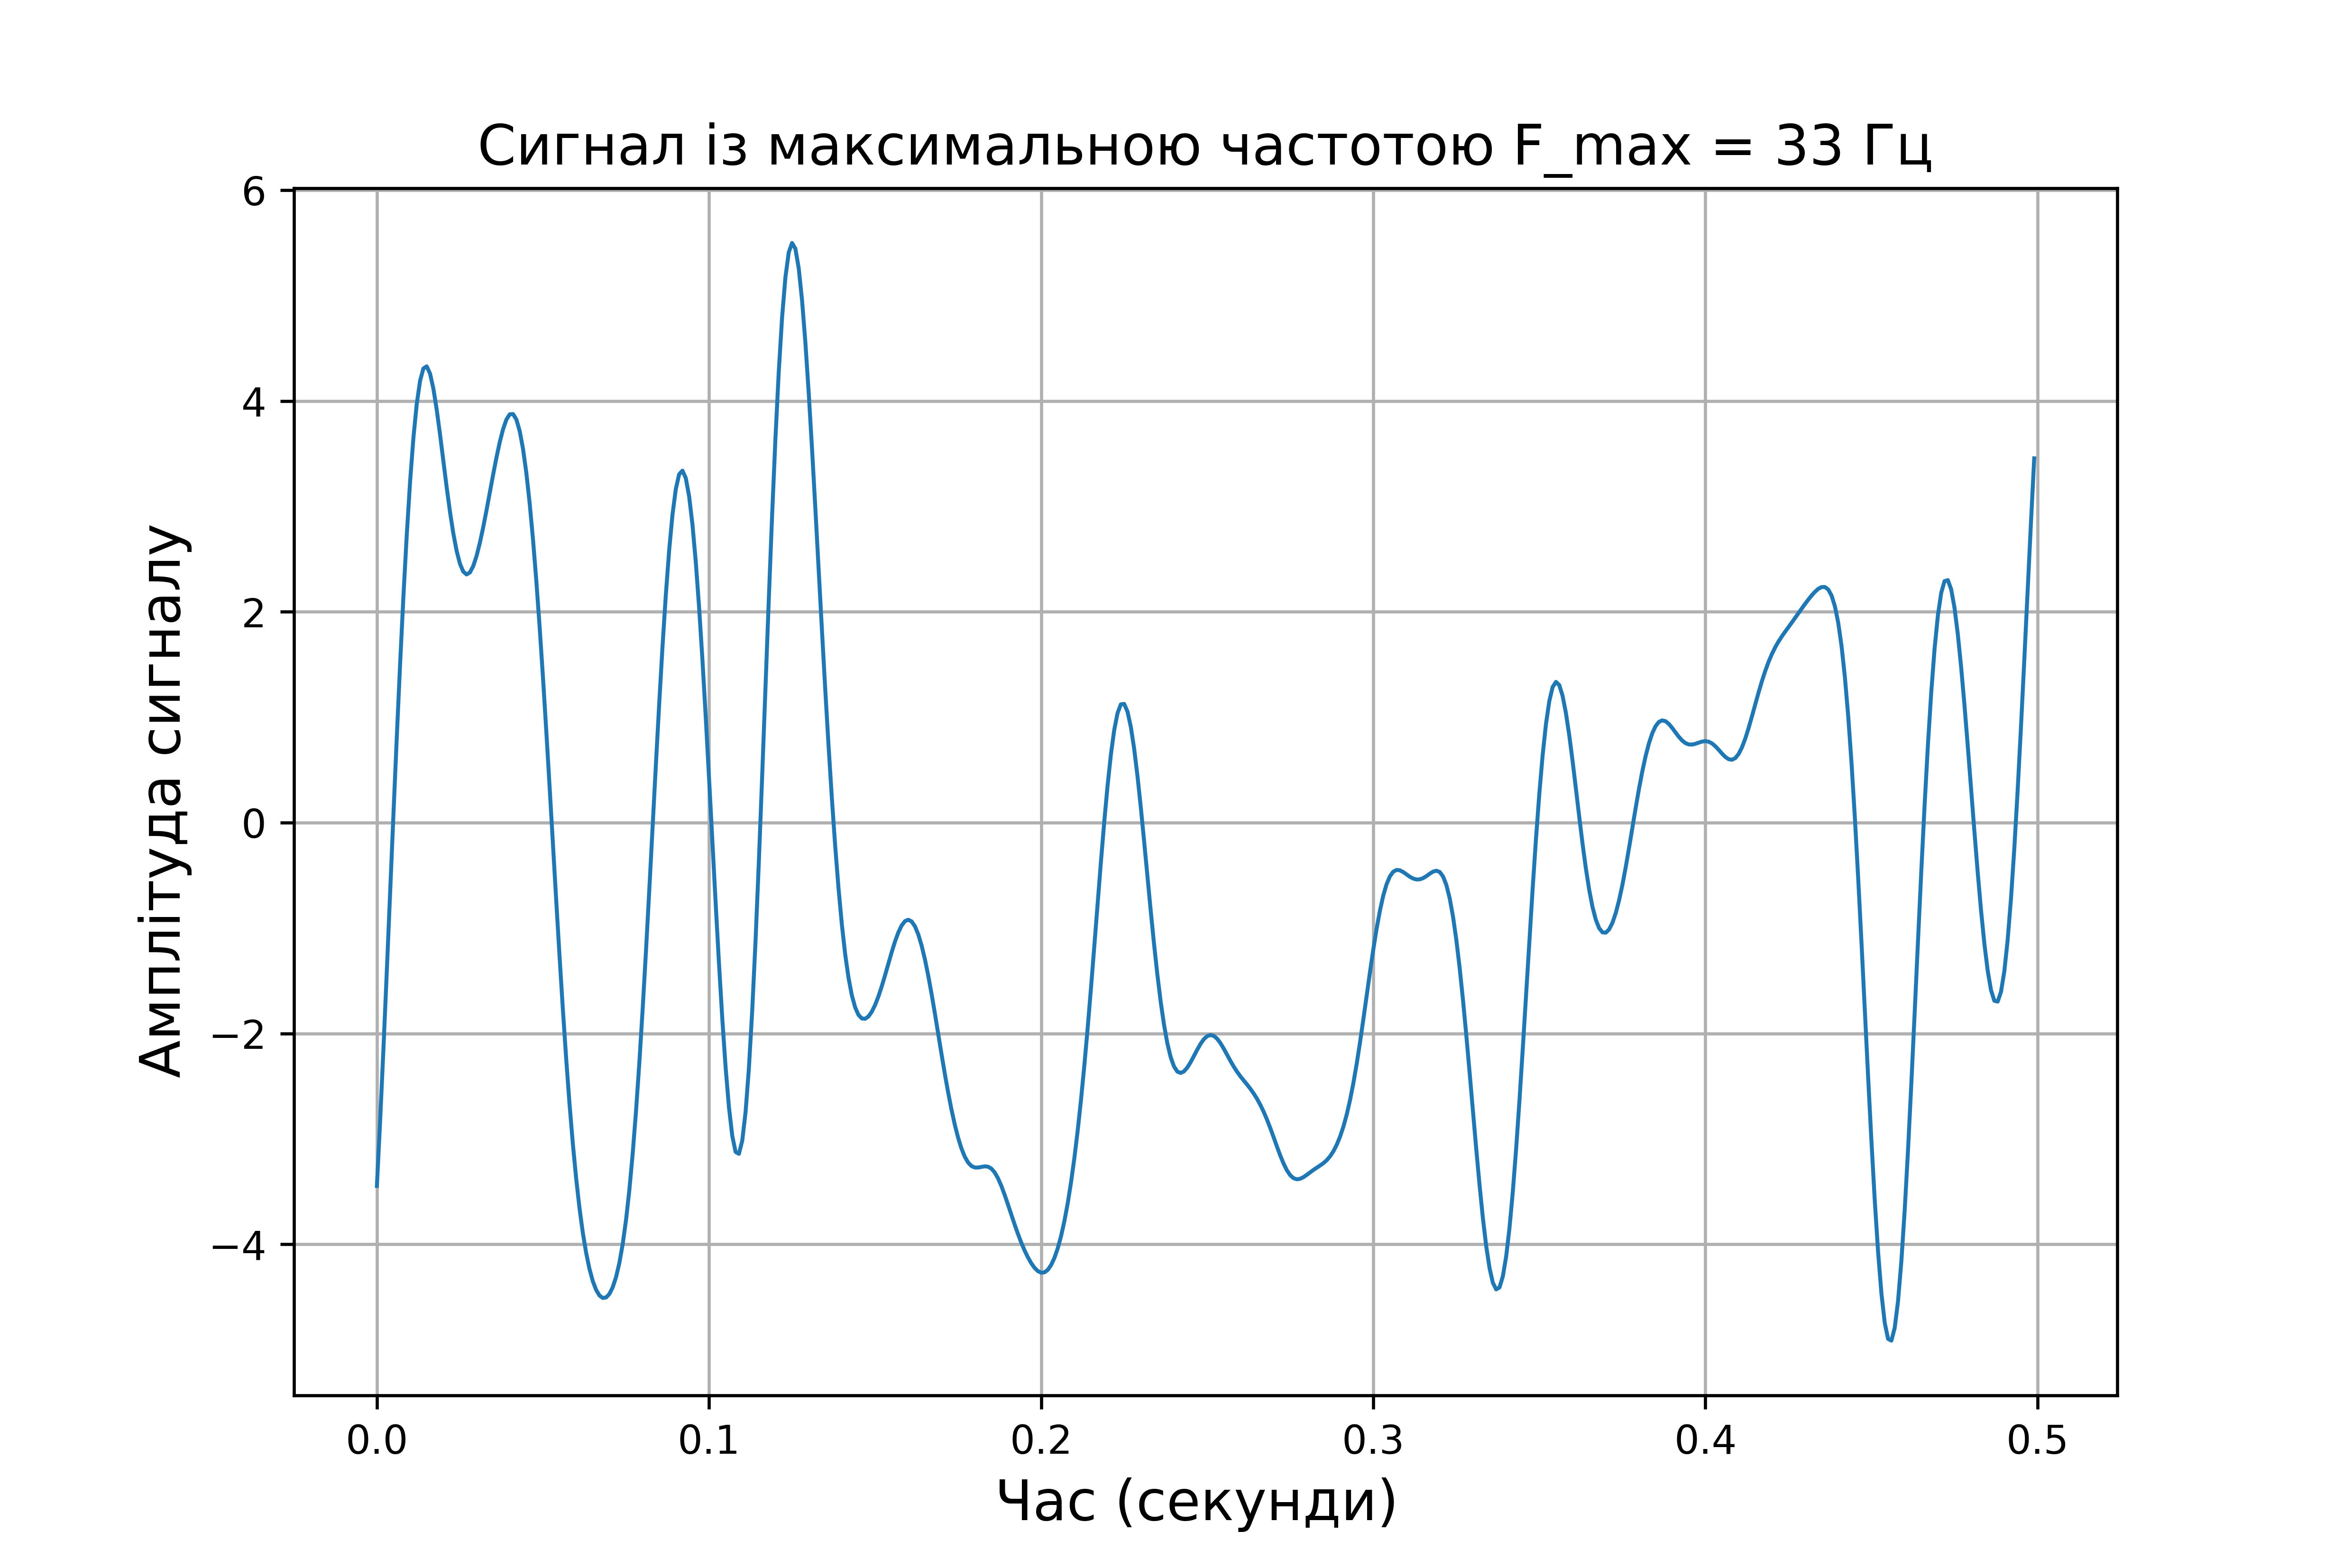 Сигнал із максимальною частотою F_max = 33 Гц
6
4
2
0
−2
−4
Амплітуда сигналу
0.0 0.1 0.2 0.3 0.4 0.5
Час (секунди)